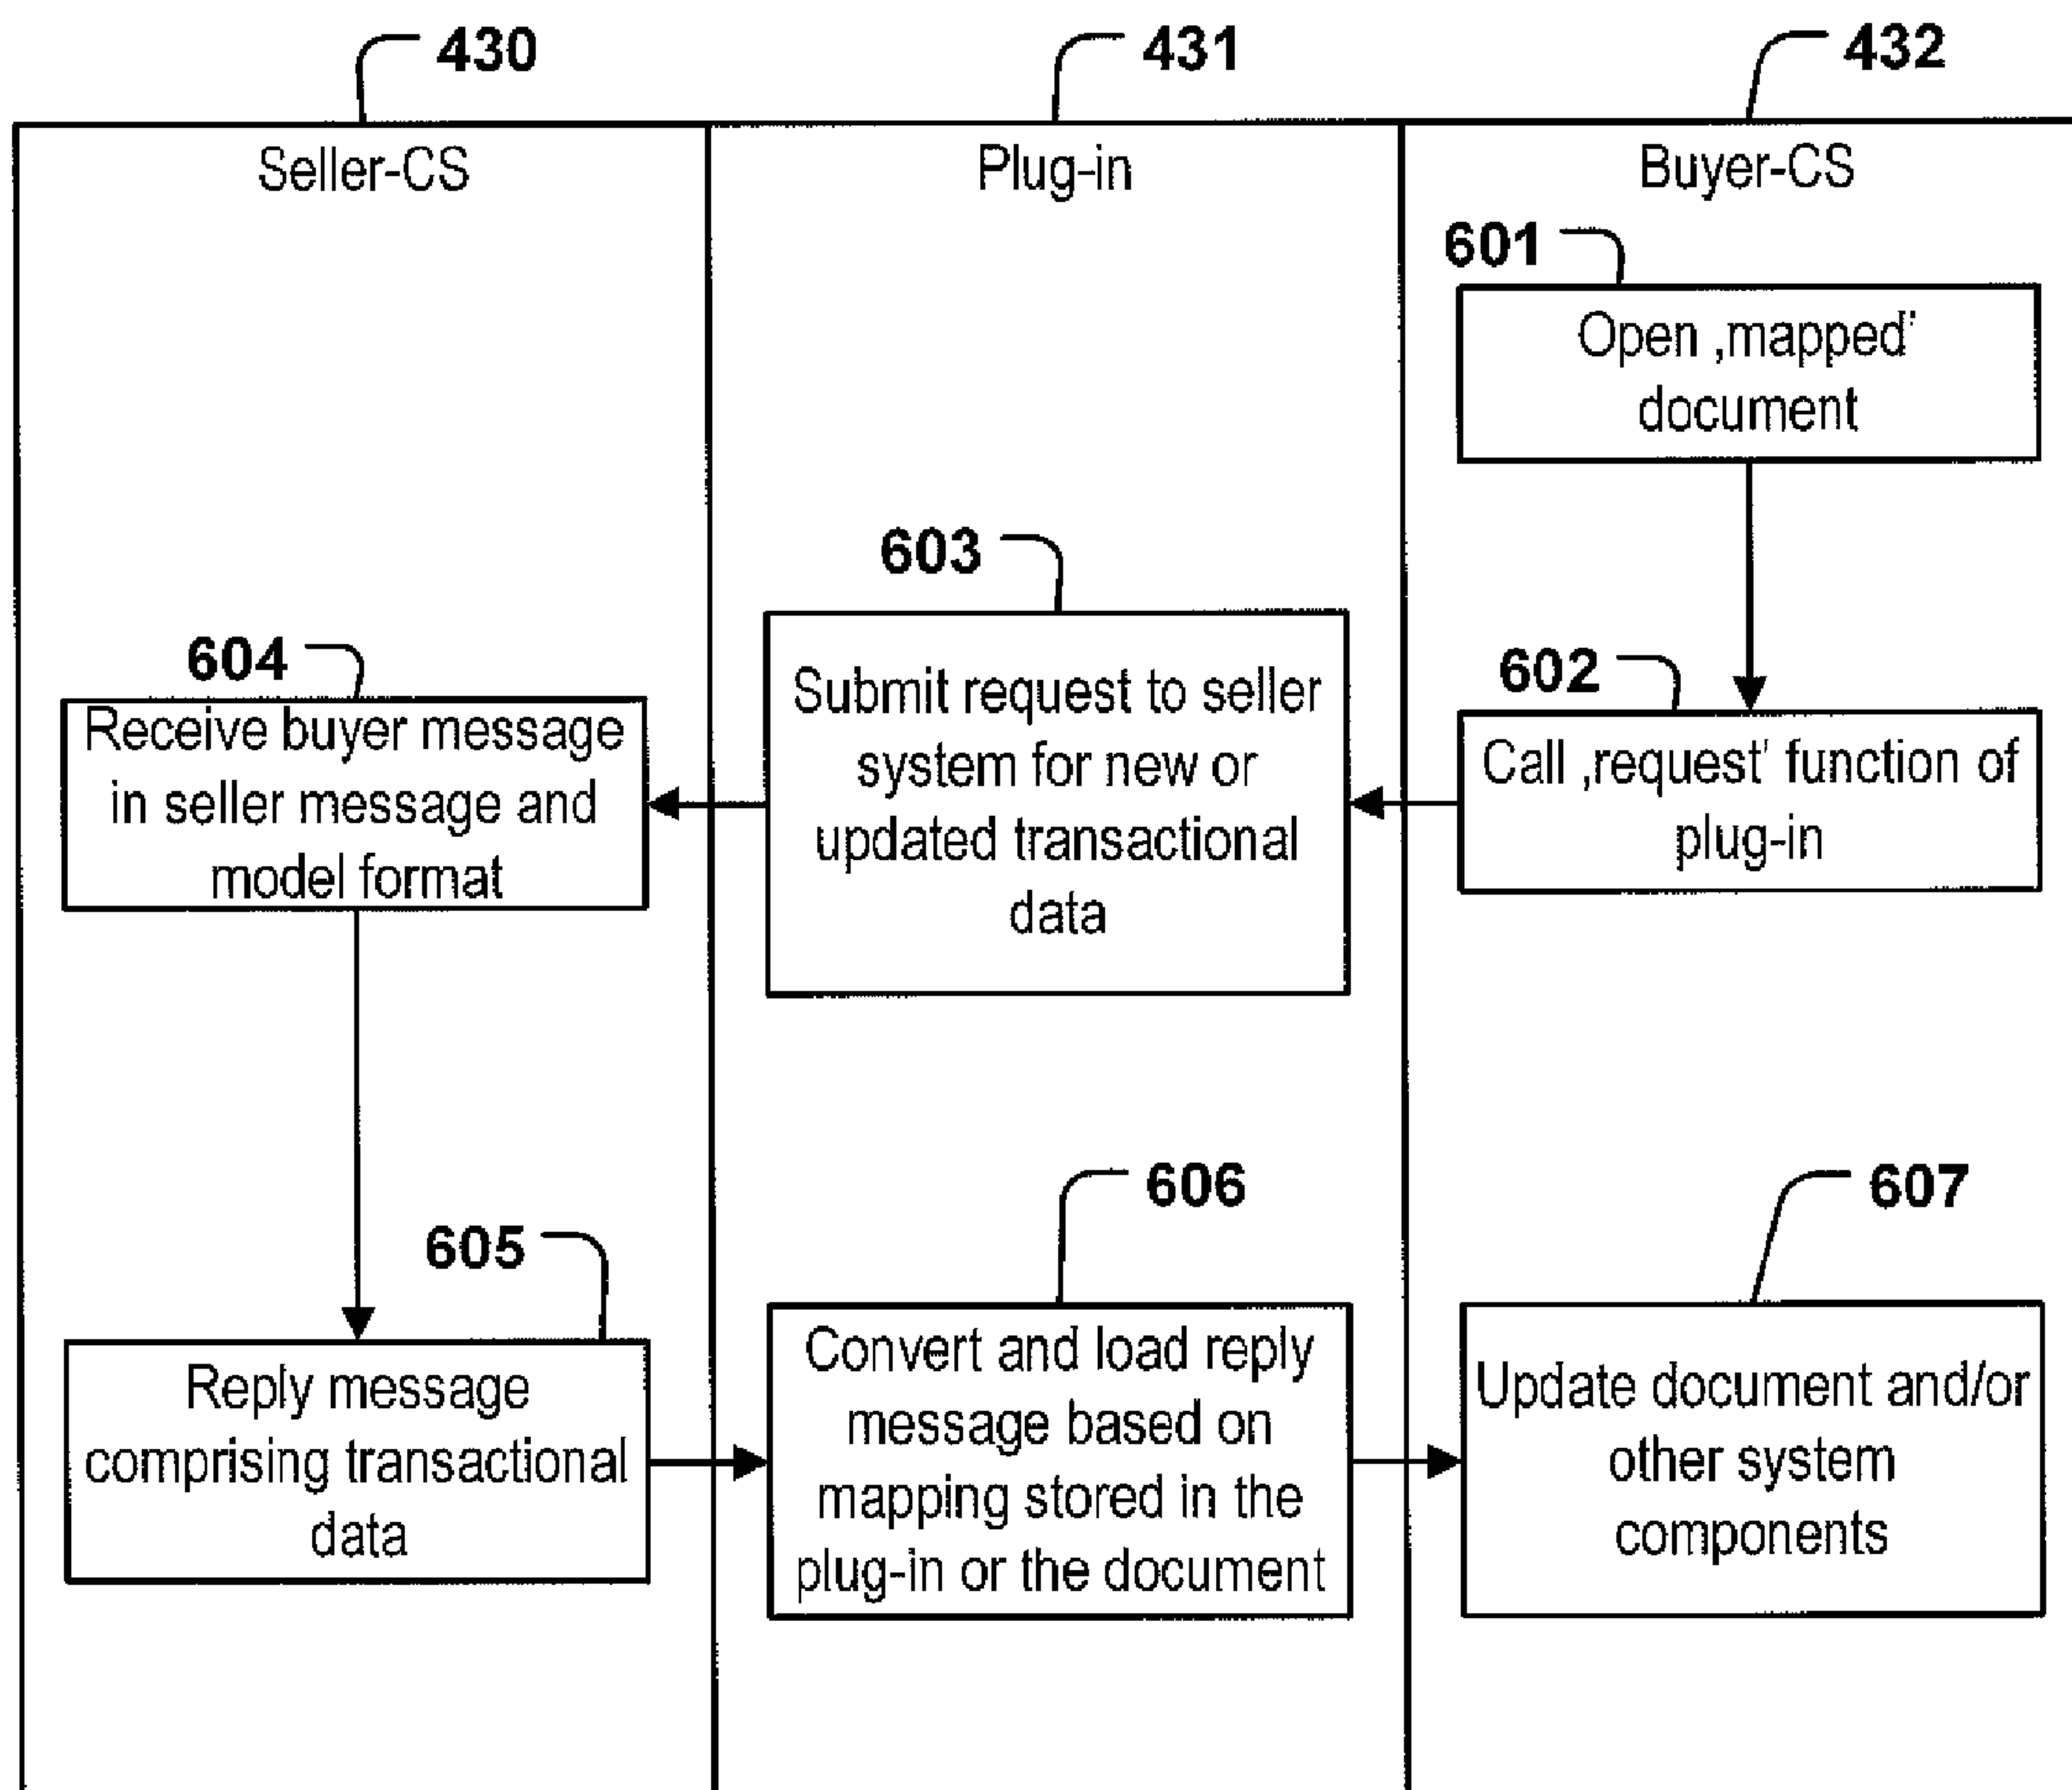 430
431
432
Seller-CS
Plug-in
Buyer-CS
601
Open ‚mapped'
document
603
604
602
Submit request to seller
system for new or
updated transactional
data
Receive buyer message
in seller message and
model format
Call ‚request' function of
plug-in
606
607
605
Convert and load reply
message based on
mapping stored in the
plug-in or the document
Reply message
comprising transactional
data
Update document and/or
other system
components